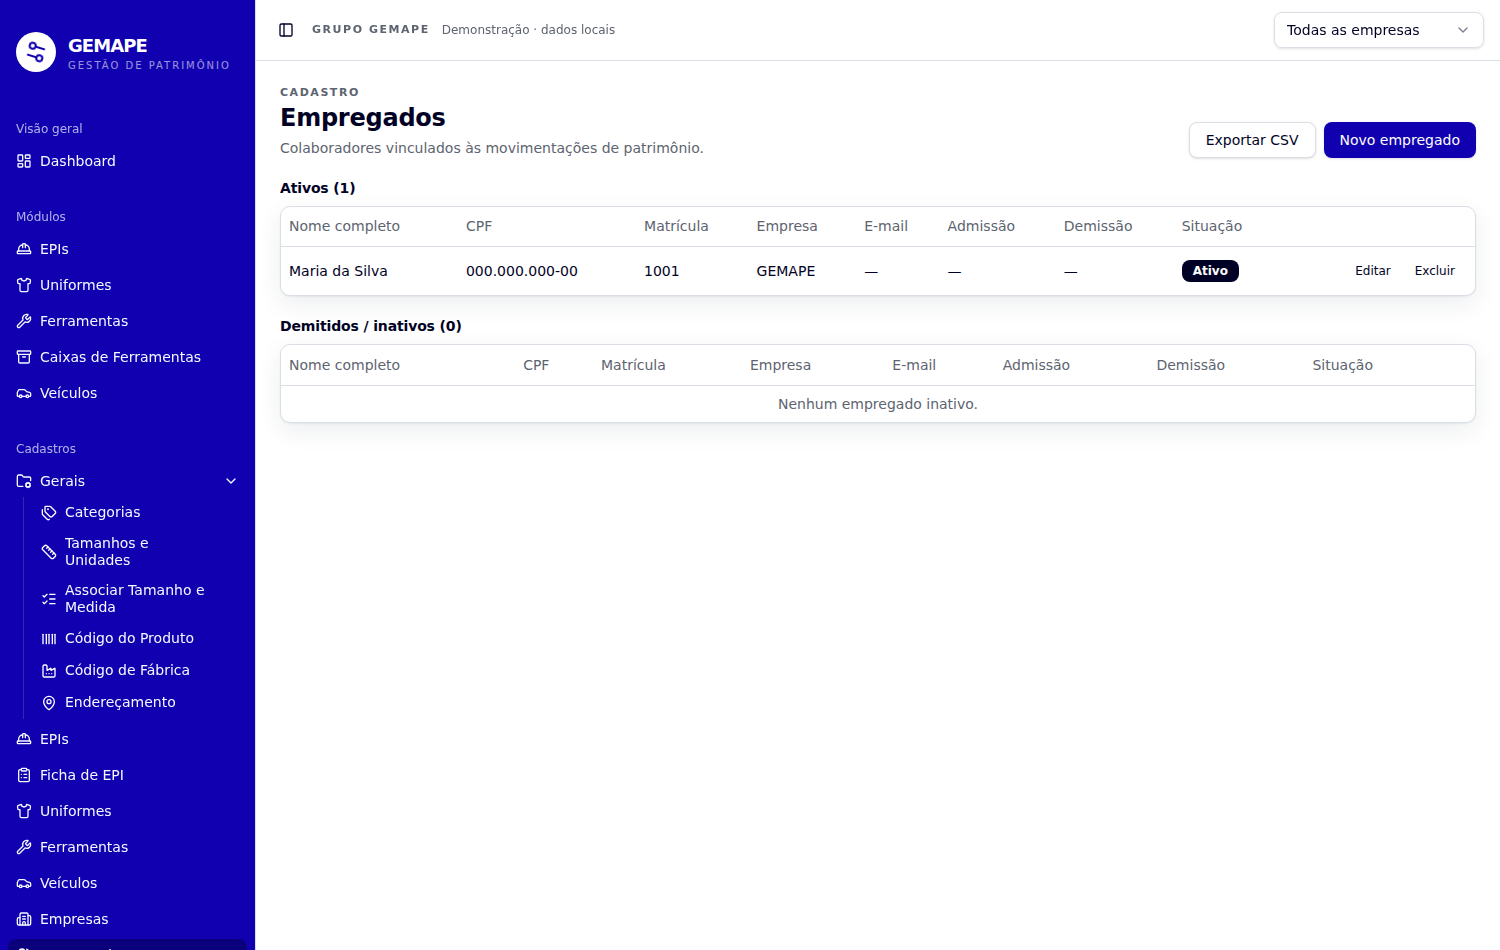 GEMAPE
GESTÃO DE PATRIMÔNIO
Visão geral
Dashboard
Módulos
EPIs
Uniformes
Ferramentas
Caixas de Ferramentas
Veículos
Cadastros
Gerais
Categorias
Tamanhos e
Unidades
Associar Tamanho e
Medida
Código do Produto
Código de Fábrica
Endereçamento
EPIs
Ficha de EPI
Uniformes
Ferramentas
Veículos
Empresas
GRUPO GEMAPE Demonstração · dados locais
Todas as empresas
CADASTRO
Empregados
Colaboradores vinculados às movimentações de patrimônio.
Exportar CSV
Novo empregado
Ativos (1)
Nome completo CPF Matrícula Empresa E-mail Admissão Demissão Situação
Maria da Silva 000.000.000-00 1001 GEMAPE — — — Ativo Editar Excluir
Demitidos / inativos (0)
Nome completo CPF Matrícula Empresa E-mail Admissão Demissão Situação
Nenhum empregado inativo.